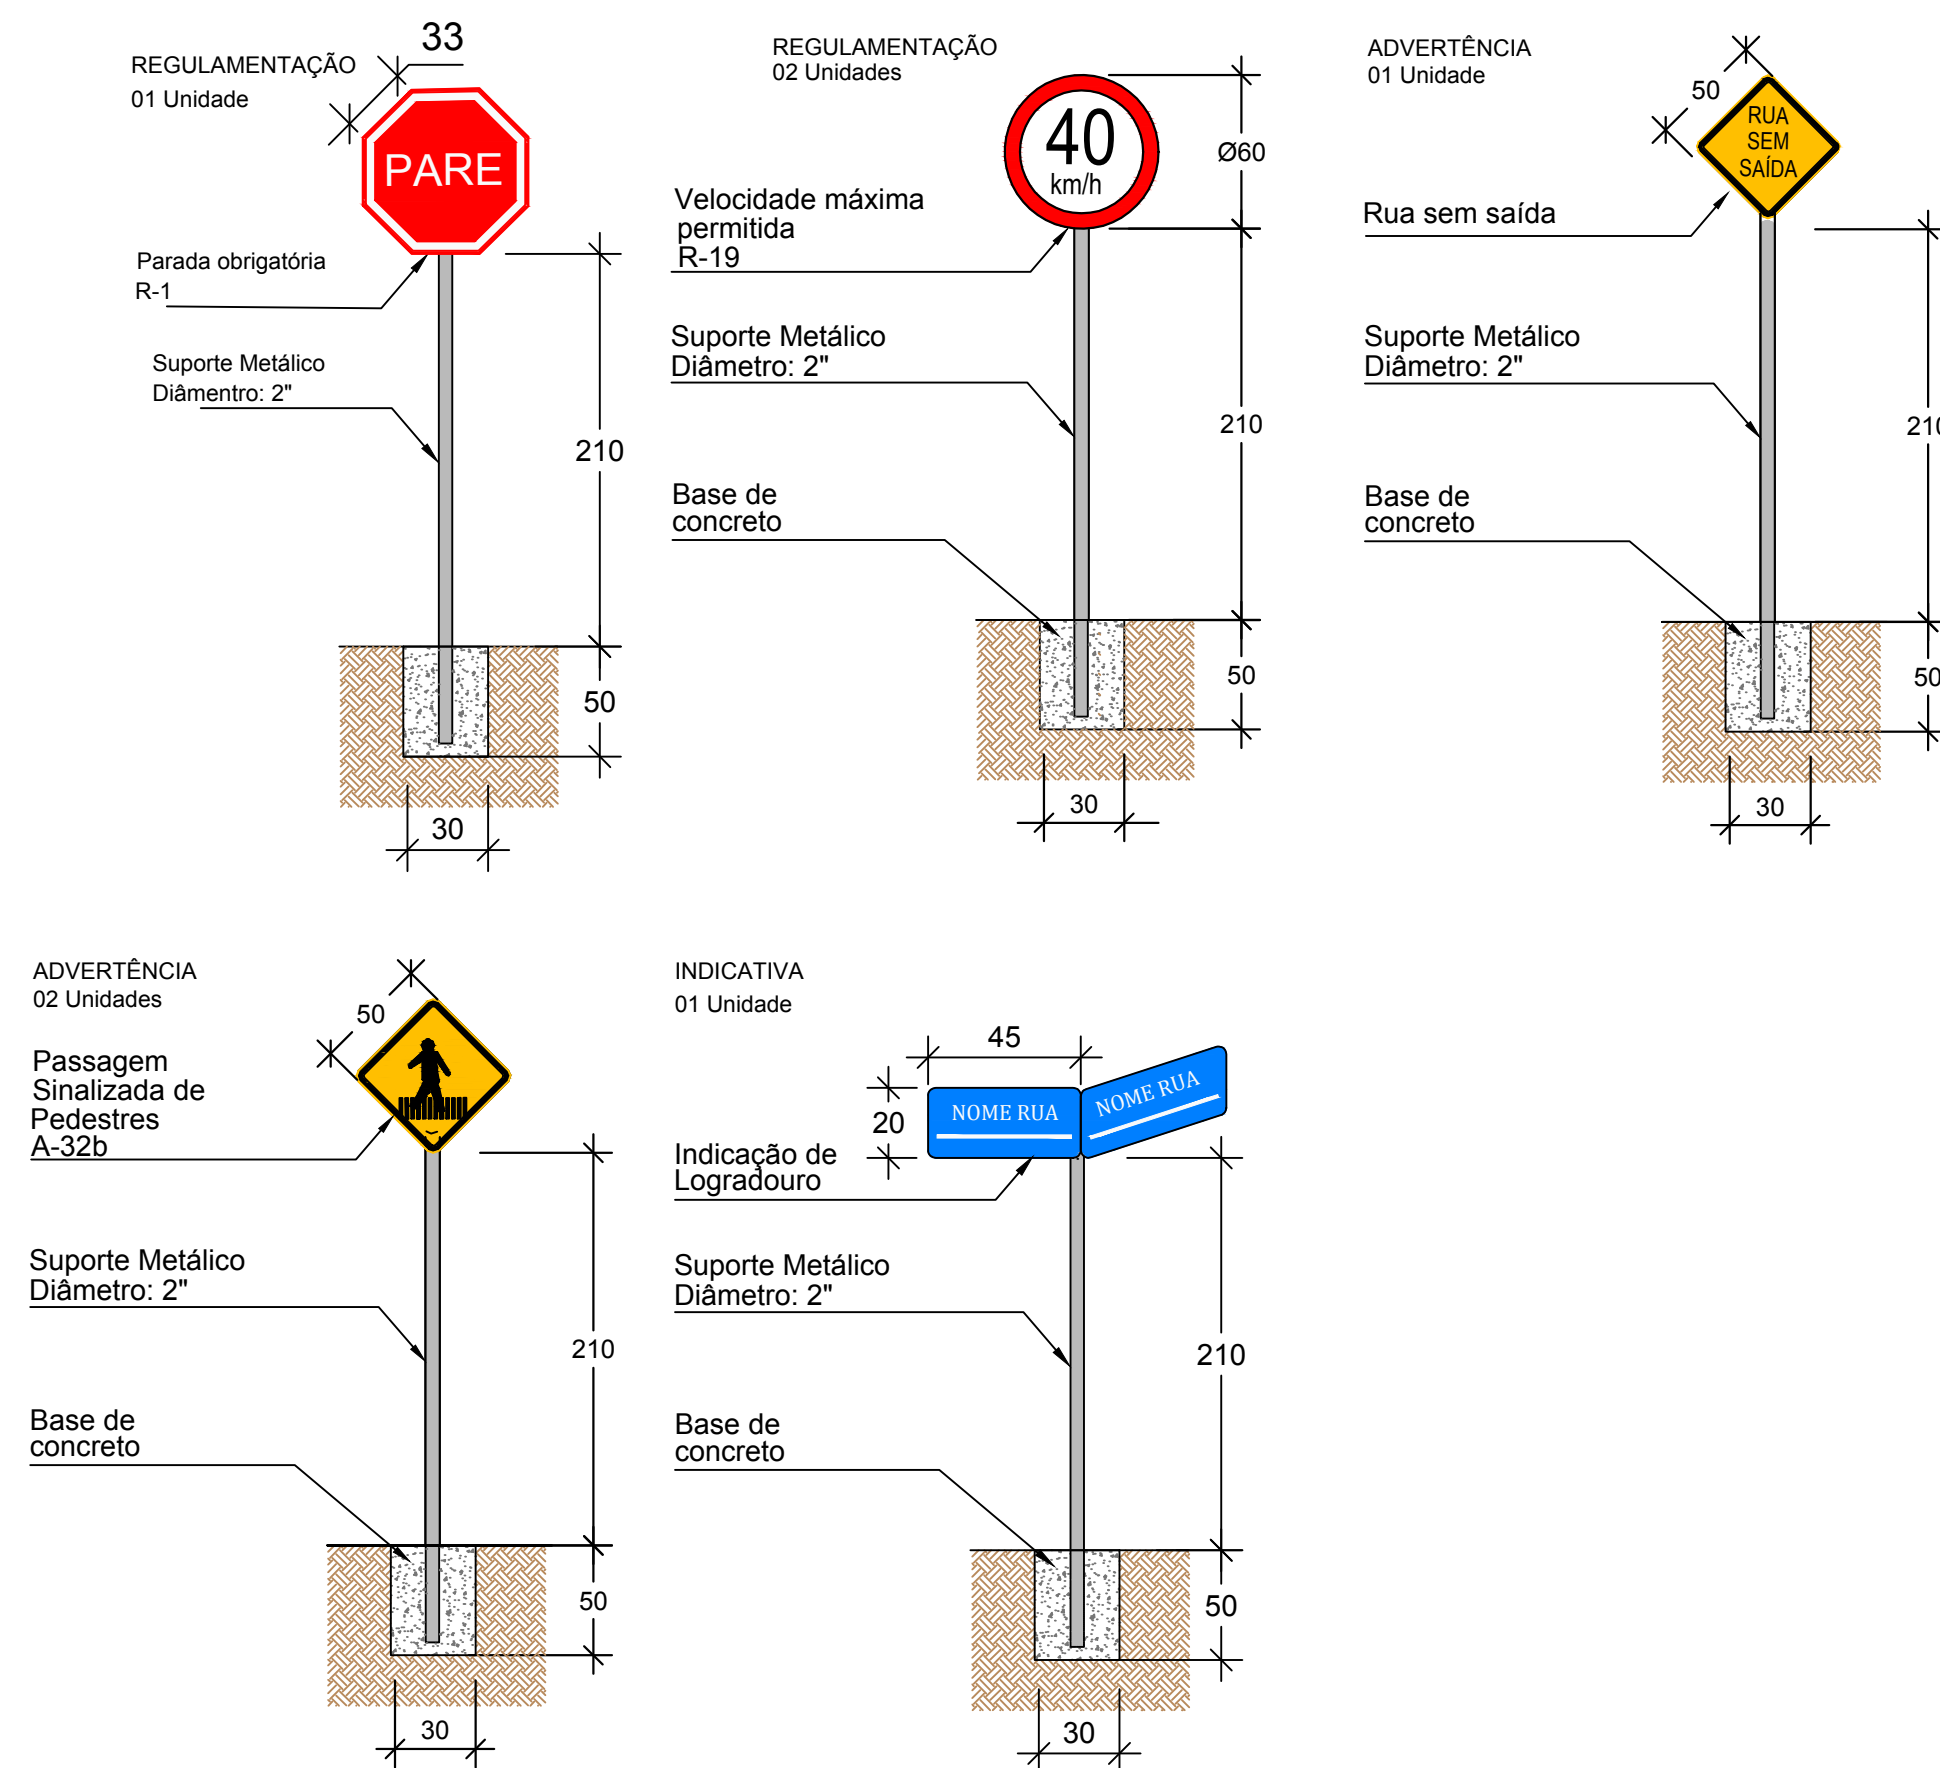 REGULAMENTAÇÃO
01 Unidade
33
PARE
Parada obrigatória
R-1
Suporte Metálico
Diâmentro: 2"
210
50
30
REGULAMENTAÇÃO
02 Unidades
40
km/h
Ø60
Velocidade máxima
permitida
R-19
Suporte Metálico
Diâmetro: 2"
210
Base de
concreto
50
30
ADVERTÊNCIA
01 Unidade
50
RUA
SEM
SAÍDA
Rua sem saída
Suporte Metálico
Diâmetro: 2"
210
Base de
concreto
50
30
ADVERTÊNCIA
02 Unidades
50
Passagem
Sinalizada de
Pedestres
A-32b
Suporte Metálico
Diâmetro: 2"
210
Base de
concreto
50
30
INDICATIVA
01 Unidade
45
20
NOME RUA
NOME RUA
Indicação de
Logradouro
Suporte Metálico
Diâmetro: 2"
210
Base de
concreto
50
30